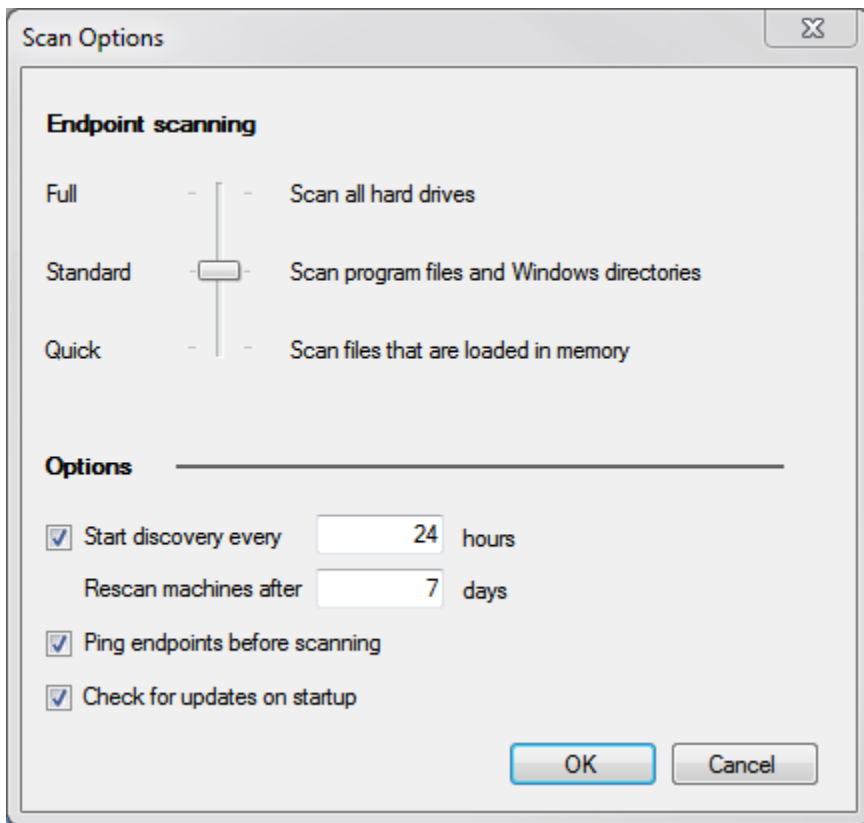 Scan Options
Endpoint scanning
Full Scan all hard drives
Standard Scan program files and Windows directories
Quick Scan files that are loaded in memory
Options
Start discovery every 24 hours
Rescan machines after 7 days
Ping endpoints before scanning
Check for updates on startup
OK Cancel